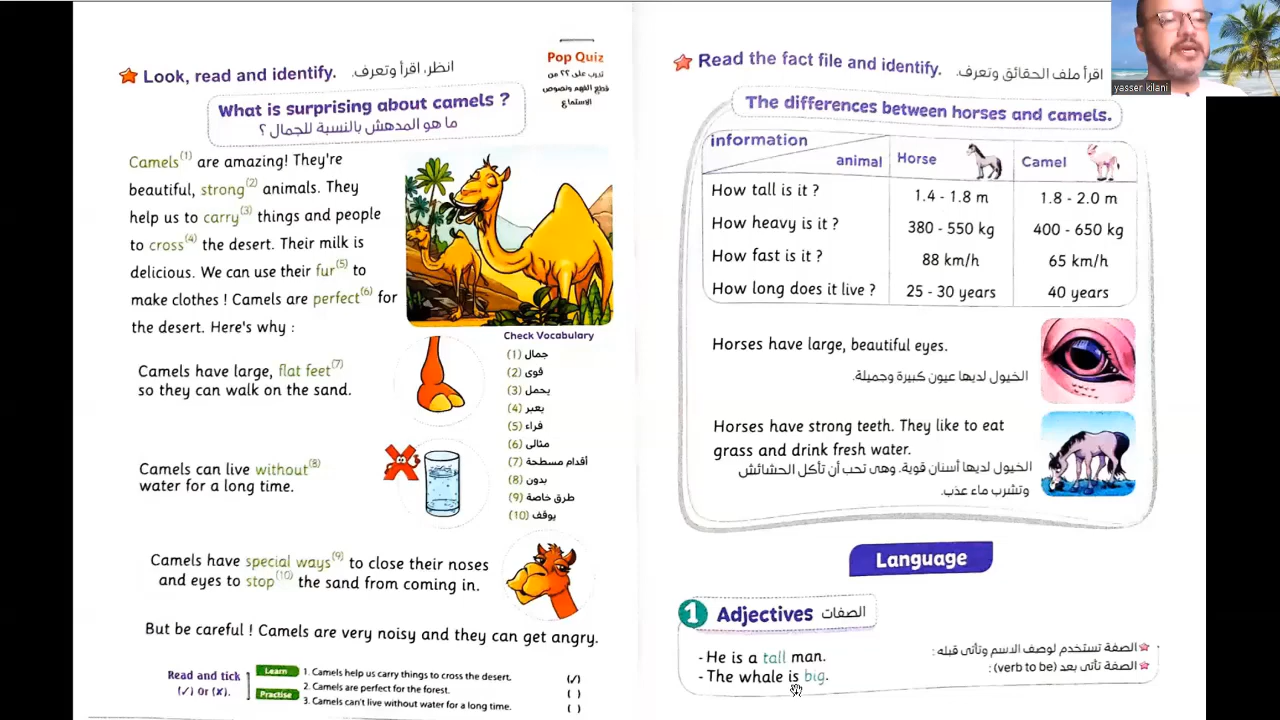 Look, read and identify. انظر، اقرأ وتعرف.
Pop Quiz
تدرب على ٢٢ من
قطع الفهم ونصوص
الاستماع
What is surprising about camels ?
ما هو المدهش بالنسبة للجمال ؟
Camels(1) are amazing! They're
beautiful, strong(2) animals. They
help us to carry(3) things and people
to cross(4) the desert. Their milk is
delicious. We can use their fur(5) to
make clothes ! Camels are perfect(6) for
the desert. Here's why :
Camels have large, flat feet(7)
so they can walk on the sand.
Camels can live without(8)
water for a long time.
Check Vocabulary
(1) جمال
(2) قوى
(3) يحمل
(4) يعبر
(5) فراء
(6) مثالى
(7) أقدام مسطحة
(8) بدون
(9) طرق خاصة
(10) يوقف
Camels have special ways(9) to close their noses
and eyes to stop(10) the sand from coming in.
But be careful ! Camels are very noisy and they can get angry.
Read and tick
(✓) or (✗).
Learn 1. Camels help us carry things to cross the desert. (✓)
Practise 2. Camels are perfect for the forest. ( )
3. Camels can't live without water for a long time. ( )
Read the fact file and identify. اقرأ ملف الحقائق وتعرف.
The differences between horses and camels.
information animal Horse Camel
How tall is it ? 1.4 - 1.8 m 1.8 - 2.0 m
How heavy is it ? 380 - 550 kg 400 - 650 kg
How fast is it ? 88 km/h 65 km/h
How long does it live ? 25 - 30 years 40 years
Horses have large, beautiful eyes.
الخيول لديها عيون كبيرة وجميلة.
Horses have strong teeth. They like to eat
grass and drink fresh water.
الخيول لديها أسنان قوية. وهى تحب أن تأكل الحشائش
وتشرب ماء عذب.
Language
1 Adjectives الصفات
- He is a tall man.
- The whale is big.
الصفة تستخدم لوصف الاسم وتأتى قبله :
الصفة تأتى بعد (verb to be):
yasser kilani